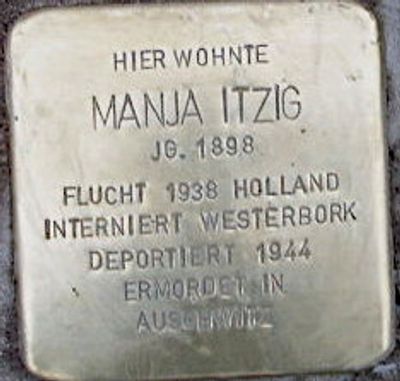 HIER WOHNTE
MANJA ITZIG
JG. 1898
FLUCHT 1938 HOLLAND
INTERNIERT WESTERBORK
DEPORTIERT 1944
ERMORDET IN
AUSCHWITZ